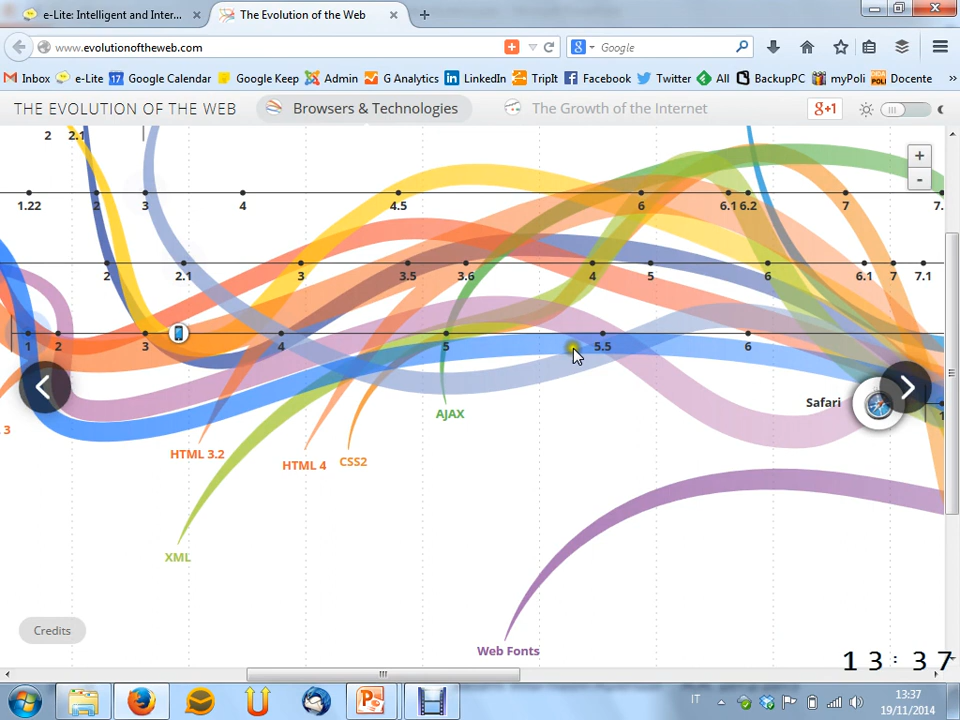 e-Lite: Intelligent and Inter...
The Evolution of the Web
www.evolutionoftheweb.com
Google
Inbox
e-Lite
Google Calendar
Google Keep
Admin
G Analytics
LinkedIn
TripIt
Facebook
Twitter
All
BackupPC
myPoli
Docente
»
THE EVOLUTION OF THE WEB
Browsers & Technologies
The Growth of the Internet
g+1
2 2.1
+
-
1.22 2 3 4 4.5 6 6.1 6.2 7 7.
2 2.1 3 3.5 3.6 4 5 6 6.1 7 7.1
1 2 3 4 5 5.5 6
Safari
1
AJAX
3
HTML 3.2
HTML 4
CSS2
XML
Credits
Web Fonts
13:37
IT
13:37
19/11/2014